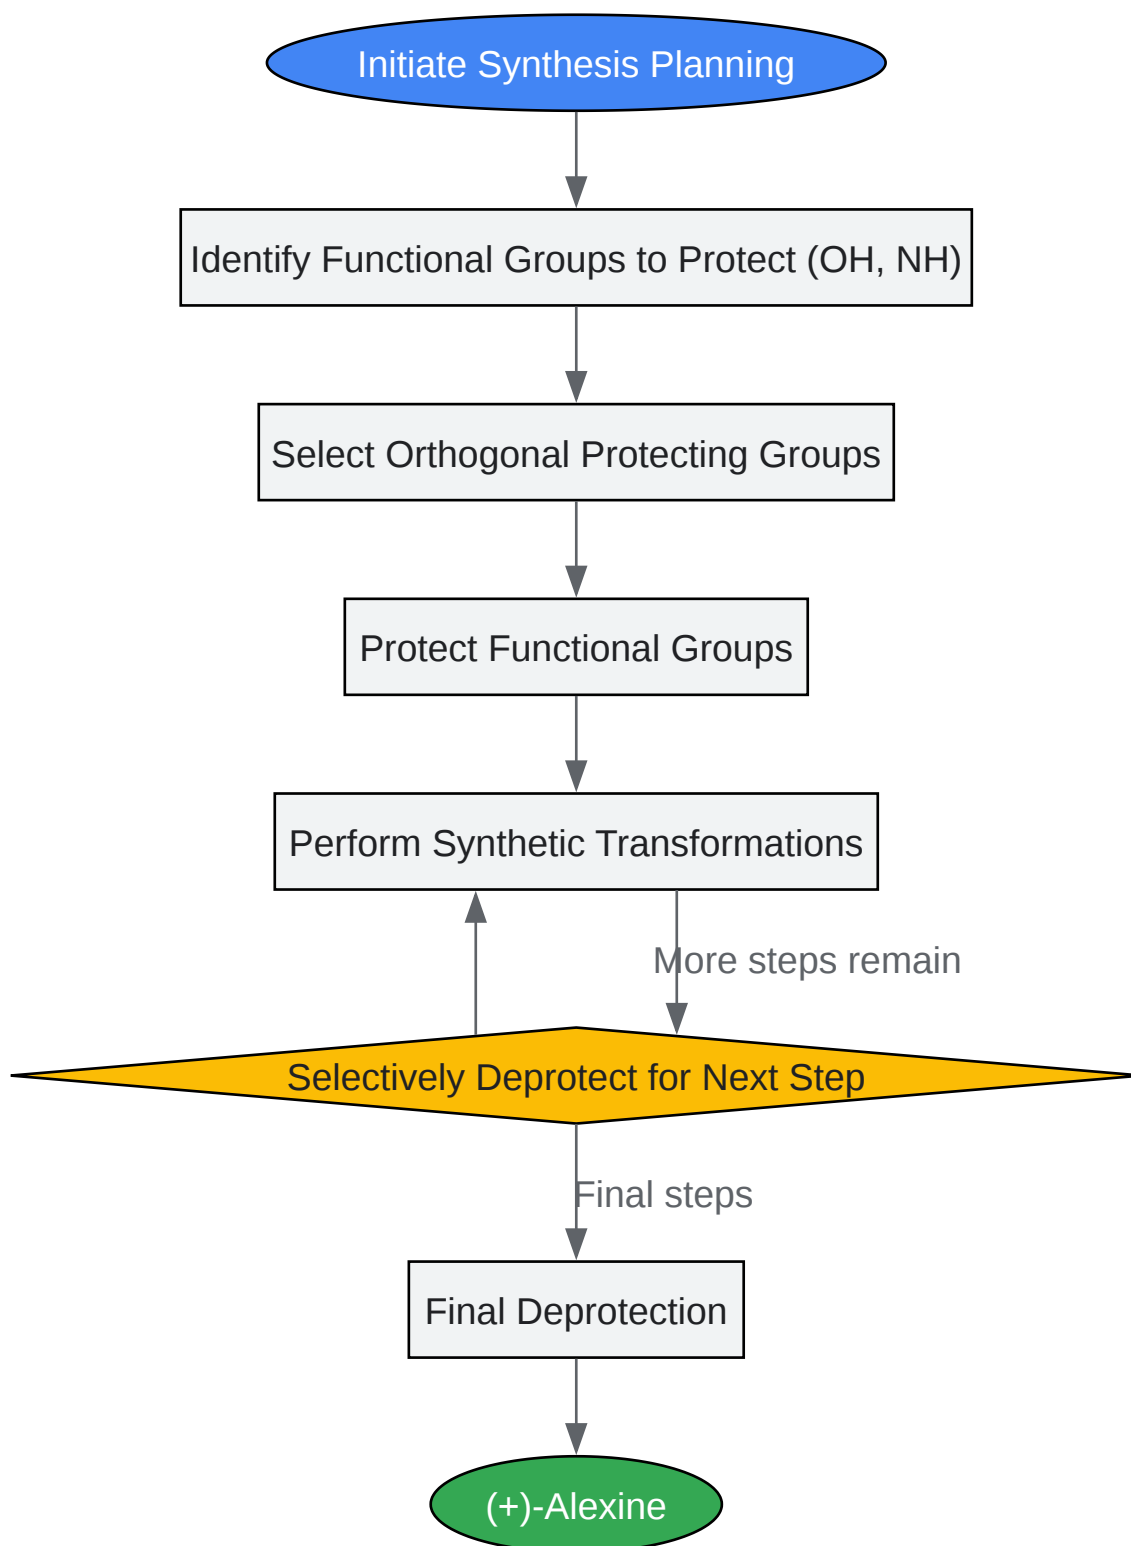 Initiate Synthesis Planning
Identify Functional Groups to Protect (OH, NH)
Select Orthogonal Protecting Groups
Protect Functional Groups
Perform Synthetic Transformations
More steps remain
Selectively Deprotect for Next Step
Final steps
Final Deprotection
(+)-Alexine